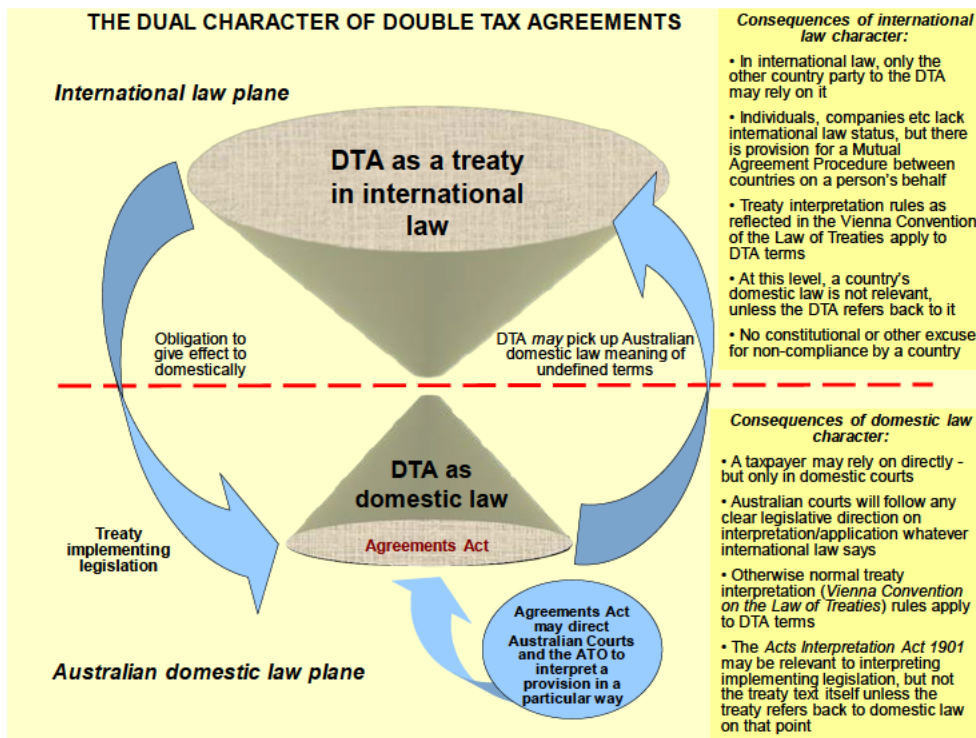 THE DUAL CHARACTER OF DOUBLE TAX AGREEMENTS
International law plane
DTA as a treaty
in international
law
Obligation to
give effect to
domestically
DTA may pick up Australian
domestic law meaning of
undefined terms
DTA as
domestic law
Agreements Act
Treaty
implementing
legislation
Agreements Act
may direct
Australian Courts
and the ATO to
interpret a
provision in a
particular way
Australian domestic law plane
Consequences of international
law character:
• In international law, only the
other country party to the DTA
may rely on it
• Individuals, companies etc lack
international law status, but there
is provision for a Mutual
Agreement Procedure between
countries on a person's behalf
• Treaty interpretation rules as
reflected in the Vienna Convention
of the Law of Treaties apply to
DTA terms
• At this level, a country's
domestic law is not relevant,
unless the DTA refers back to it
• No constitutional or other excuse
for non-compliance by a country
Consequences of domestic law
character:
• A taxpayer may rely on directly -
but only in domestic courts
• Australian courts will follow any
clear legislative direction on
interpretation/application whatever
international law says
• Otherwise normal treaty
interpretation (Vienna Convention
on the Law of Treaties) rules apply
to DTA terms
• The Acts Interpretation Act 1901
may be relevant to interpreting
implementing legislation, but not
the treaty text itself unless the
treaty refers back to domestic law
on that point